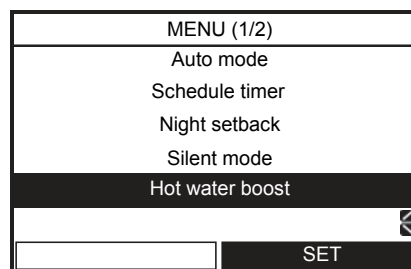 MENU (1/2)
Auto mode
Schedule timer
Night setback
Silent mode
Hot water boost
SET